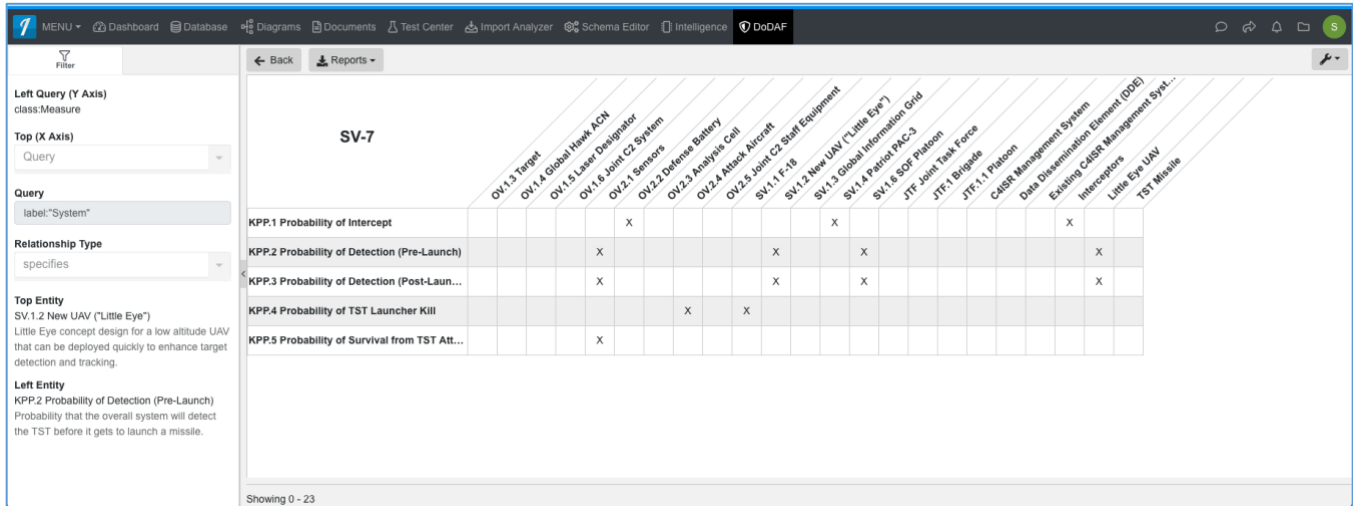 MENU Dashboard Database Diagrams Documents Test Center Import Analyzer Schema Editor Intelligence DoDAF S
Filter
Back Reports
Left Query (Y Axis)
class:Measure
Top (X Axis)
Query
Query
label:"System"
Relationship Type
specifies
Top Entity
SV.1.2 New UAV ("Little Eye")
Little Eye concept design for a low altitude UAV
that can be deployed quickly to enhance target
detection and tracking.
Left Entity
KPP.2 Probability of Detection (Pre-Launch)
Probability that the overall system will detect
the TST before it gets to launch a missile.
SV-7
OV.1.3 Target
OV.1.4 Global Hawk ACN
OV.1.5 Laser Designator
OV.1.6 Joint C2 System
OV.2.1 Sensors
OV.2.2 Defense Battery
OV.2.3 Analysis Cell
OV.2.4 Attack Aircraft
OV.2.5 Joint C2 Staff Equipment
SV.1.1 F-18
SV.1.2 New UAV ("Little Eye")
SV.1.3 Global Information Grid
SV.1.4 Patriot PAC-3
SV.1.6 SOF Platoon
JTF Joint Task Force
JTF.1 Brigade
JTF.1.1 Platoon
C4ISR Management System
Data Dissemination Element (DDE)
Existing C4ISR Management Syst...
Interceptors
Little Eye UAV
TST Missile
KPP.1 Probability of Intercept X X X
KPP.2 Probability of Detection (Pre-Launch) X X X X
KPP.3 Probability of Detection (Post-Laun... X X X X
KPP.4 Probability of TST Launcher Kill X X
KPP.5 Probability of Survival from TST Att... X
Showing 0 - 23